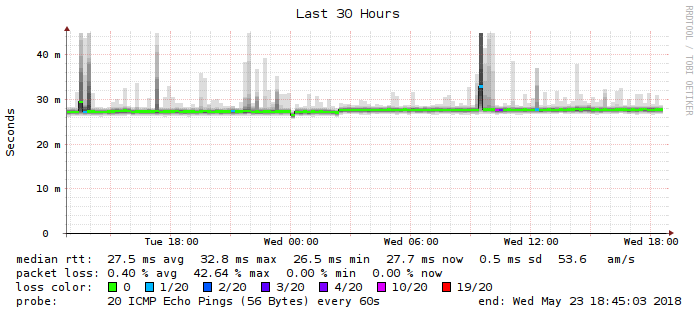 Last 30 Hours
RRDTOOL / TOBI OETIKER
Seconds
40 m
30 m
20 m
10 m
0
Tue 18:00 Wed 00:00 Wed 06:00 Wed 12:00 Wed 18:00
median rtt: 27.5 ms avg 32.8 ms max 26.5 ms min 27.7 ms now 0.5 ms sd 53.6 am/s
packet loss: 0.40 % avg 42.64 % max 0.00 % min 0.00 % now
loss color: 0 1/20 2/20 3/20 4/20 10/20 19/20
probe: 20 ICMP Echo Pings (56 Bytes) every 60s end: Wed May 23 18:45:03 2018